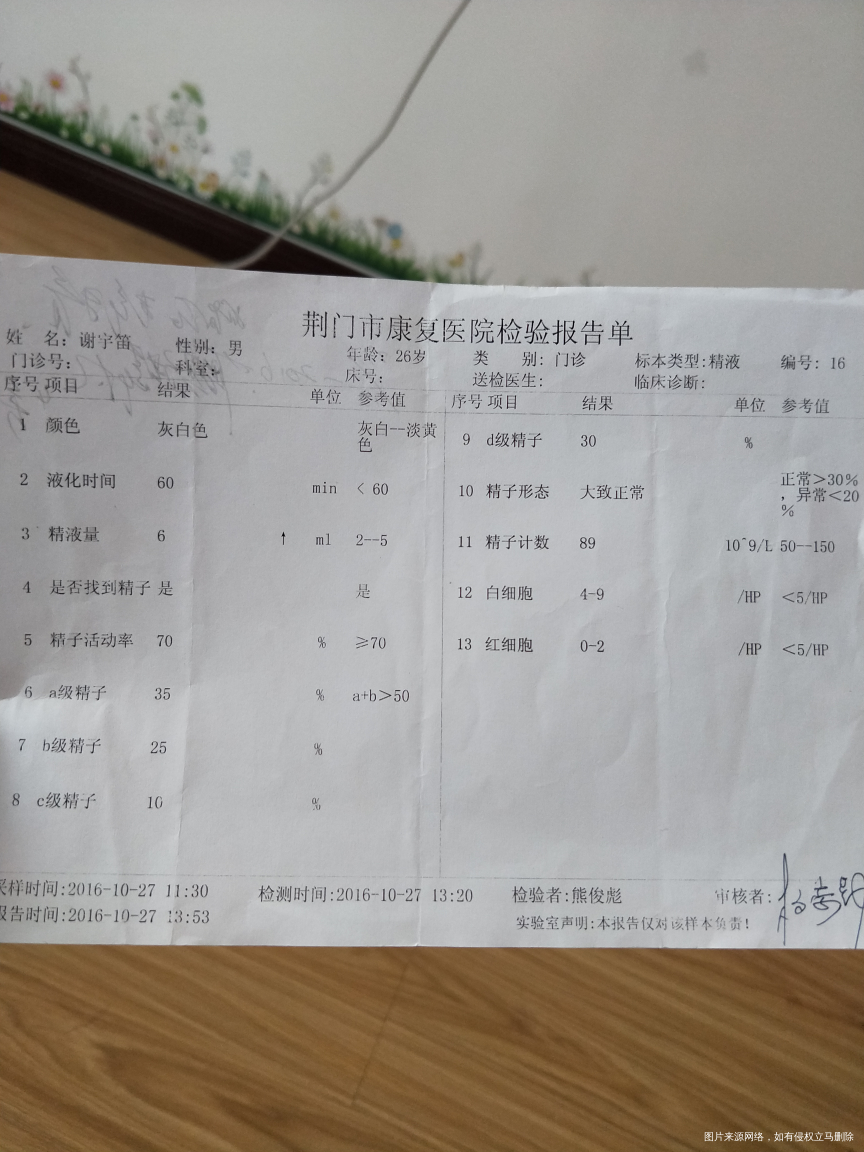 荆门市康复医院检验报告单
姓 名：谢宇笛 性别：男 年龄：26岁 类 别：门诊 标本类型：精液 编号：16
门诊号： 科室： 床号： 送检医生： 临床诊断：
序号 项目 结果 单位 参考值 序号 项目 结果 单位 参考值
1 颜色 灰白色 灰白--淡黄色
2 液化时间 60 min ＜60
3 精液量 6 ↑ ml 2--5
4 是否找到精子 是 是
5 精子活动率 70 % ≥70
6 a级精子 35 % a+b＞50
7 b级精子 25 %
8 c级精子 10 %
9 d级精子 30 %
10 精子形态 大致正常 正常＞30%，异常＜20%
11 精子计数 89 10^9/L 50--150
12 白细胞 4-9 /HP ＜5/HP
13 红细胞 0-2 /HP ＜5/HP
采样时间:2016-10-27 11:30 检测时间:2016-10-27 13:20 检验者:熊俊彪 审核者:
报告时间:2016-10-27 13:53 实验室声明:本报告仅对该样本负责！
图片来源网络，如有侵权立马删除